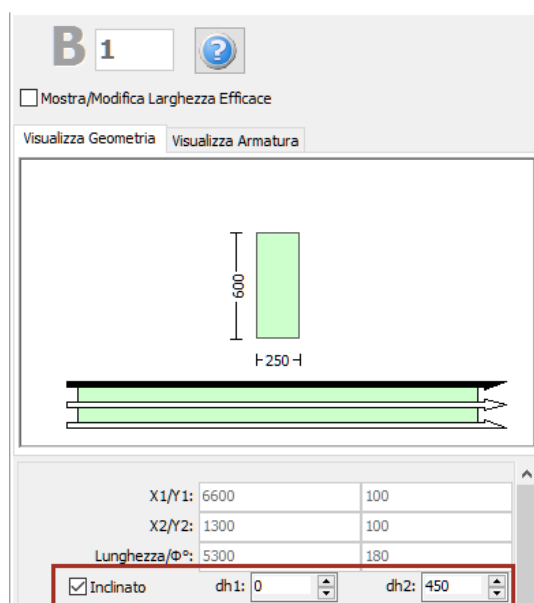 B 1
Mostra/Modifica Larghezza Efficace
Visualizza Geometria Visualizza Armatura
600
250
X1/Y1: 6600 100
X2/Y2: 1300 100
Lunghezza/Φ°: 5300 180
Inclinato dh1: 0 dh2: 450